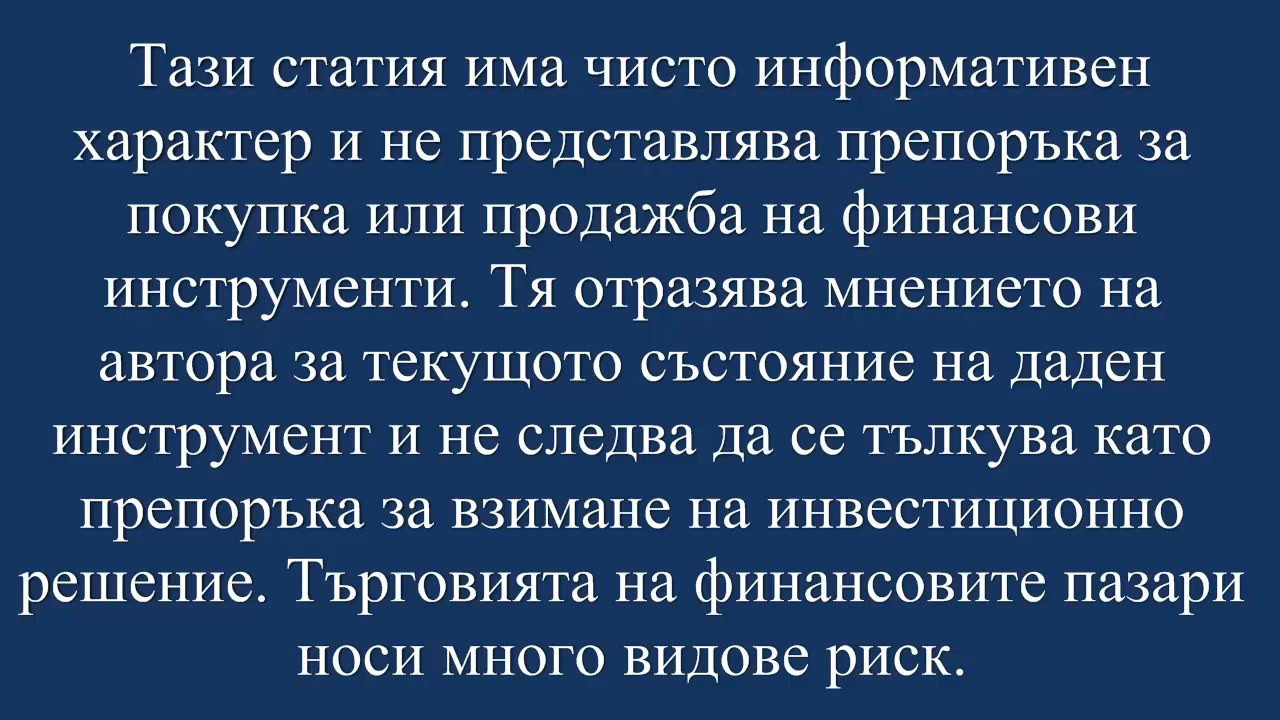 Тази статия има чисто информативен
характер и не представлява препоръка за
покупка или продажба на финансови
инструменти. Тя отразява мнението на
автора за текущото състояние на даден
инструмент и не следва да се тълкува като
препоръка за взимане на инвестиционно
решение. Търговията на финансовите пазари
носи много видове риск.